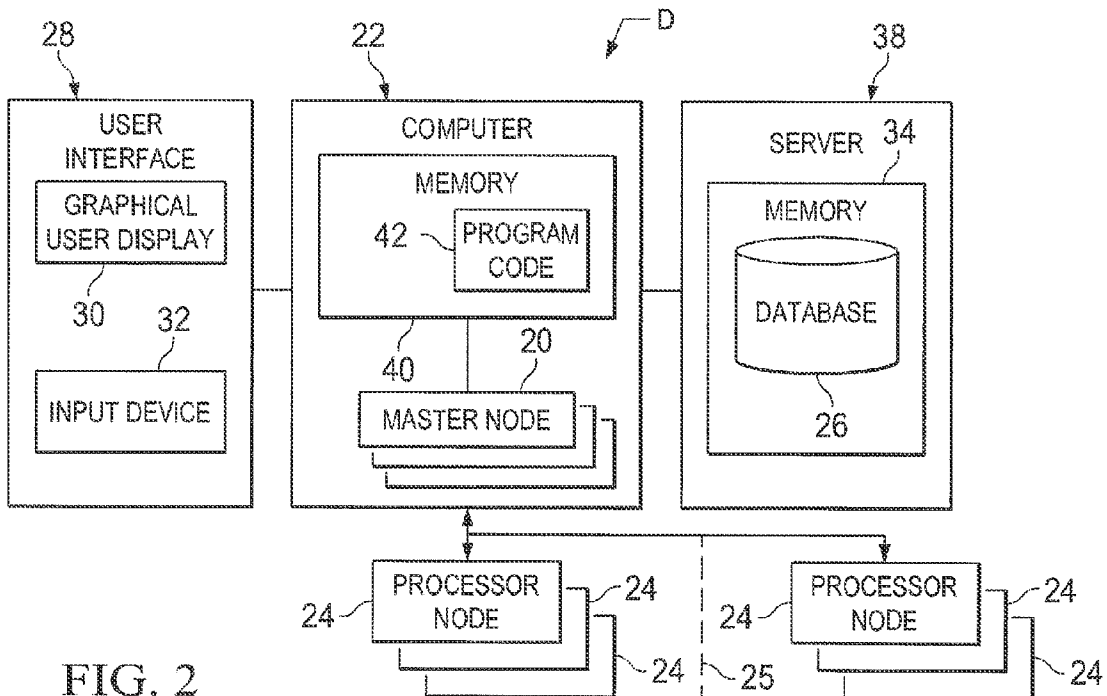 D
28
22
38
USER
INTERFACE
GRAPHICAL
USER DISPLAY
30
32
INPUT DEVICE
COMPUTER
MEMORY
42
PROGRAM
CODE
40
20
MASTER NODE
SERVER
34
MEMORY
DATABASE
26
PROCESSOR
NODE
24
24
24
25
PROCESSOR
NODE
24
24
24
FIG. 2